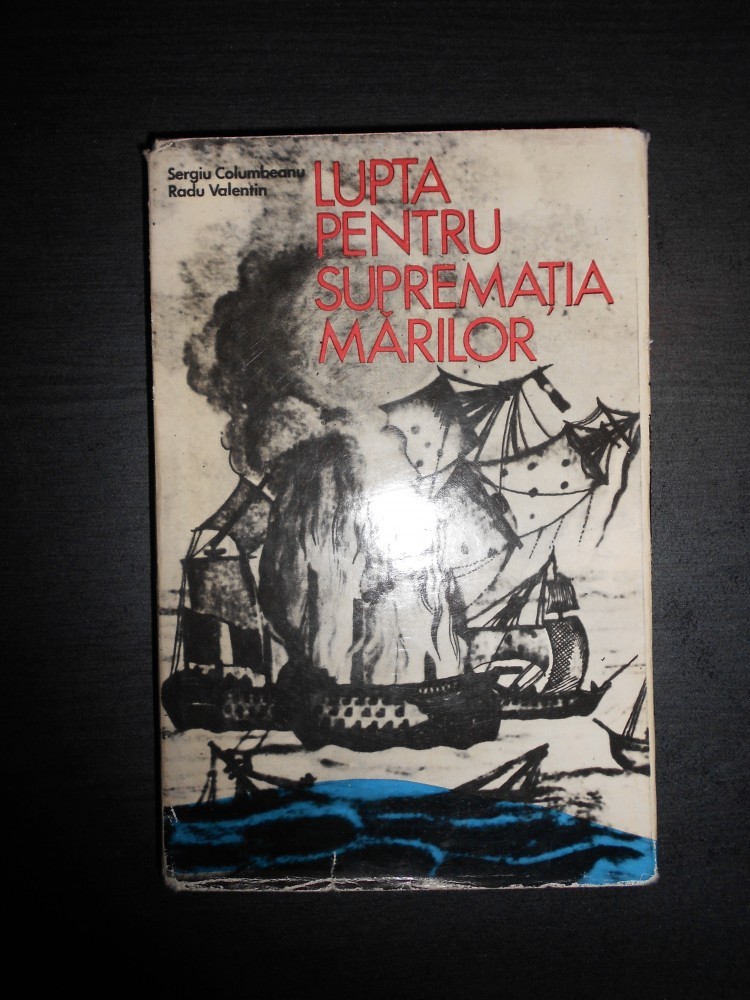 Sergiu Columbeanu
Radu Valentin
LUPTA
PENTRU
SUPREMAȚIA
MĂRILOR